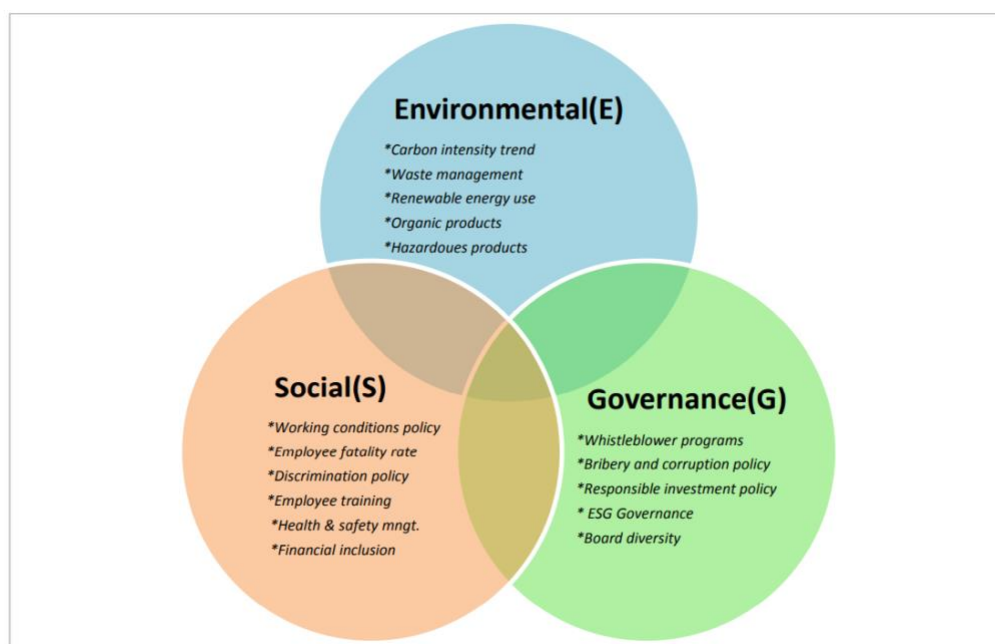 Environmental(E)
*Carbon intensity trend
*Waste management
*Renewable energy use
*Organic products
*Hazardoues products
Social(S)
*Working conditions policy
*Employee fatality rate
*Discrimination policy
*Employee training
*Health & safety mngt.
*Financial inclusion
Governance(G)
*Whistleblower programs
*Bribery and corruption policy
*Responsible investment policy
* ESG Governance
*Board diversity